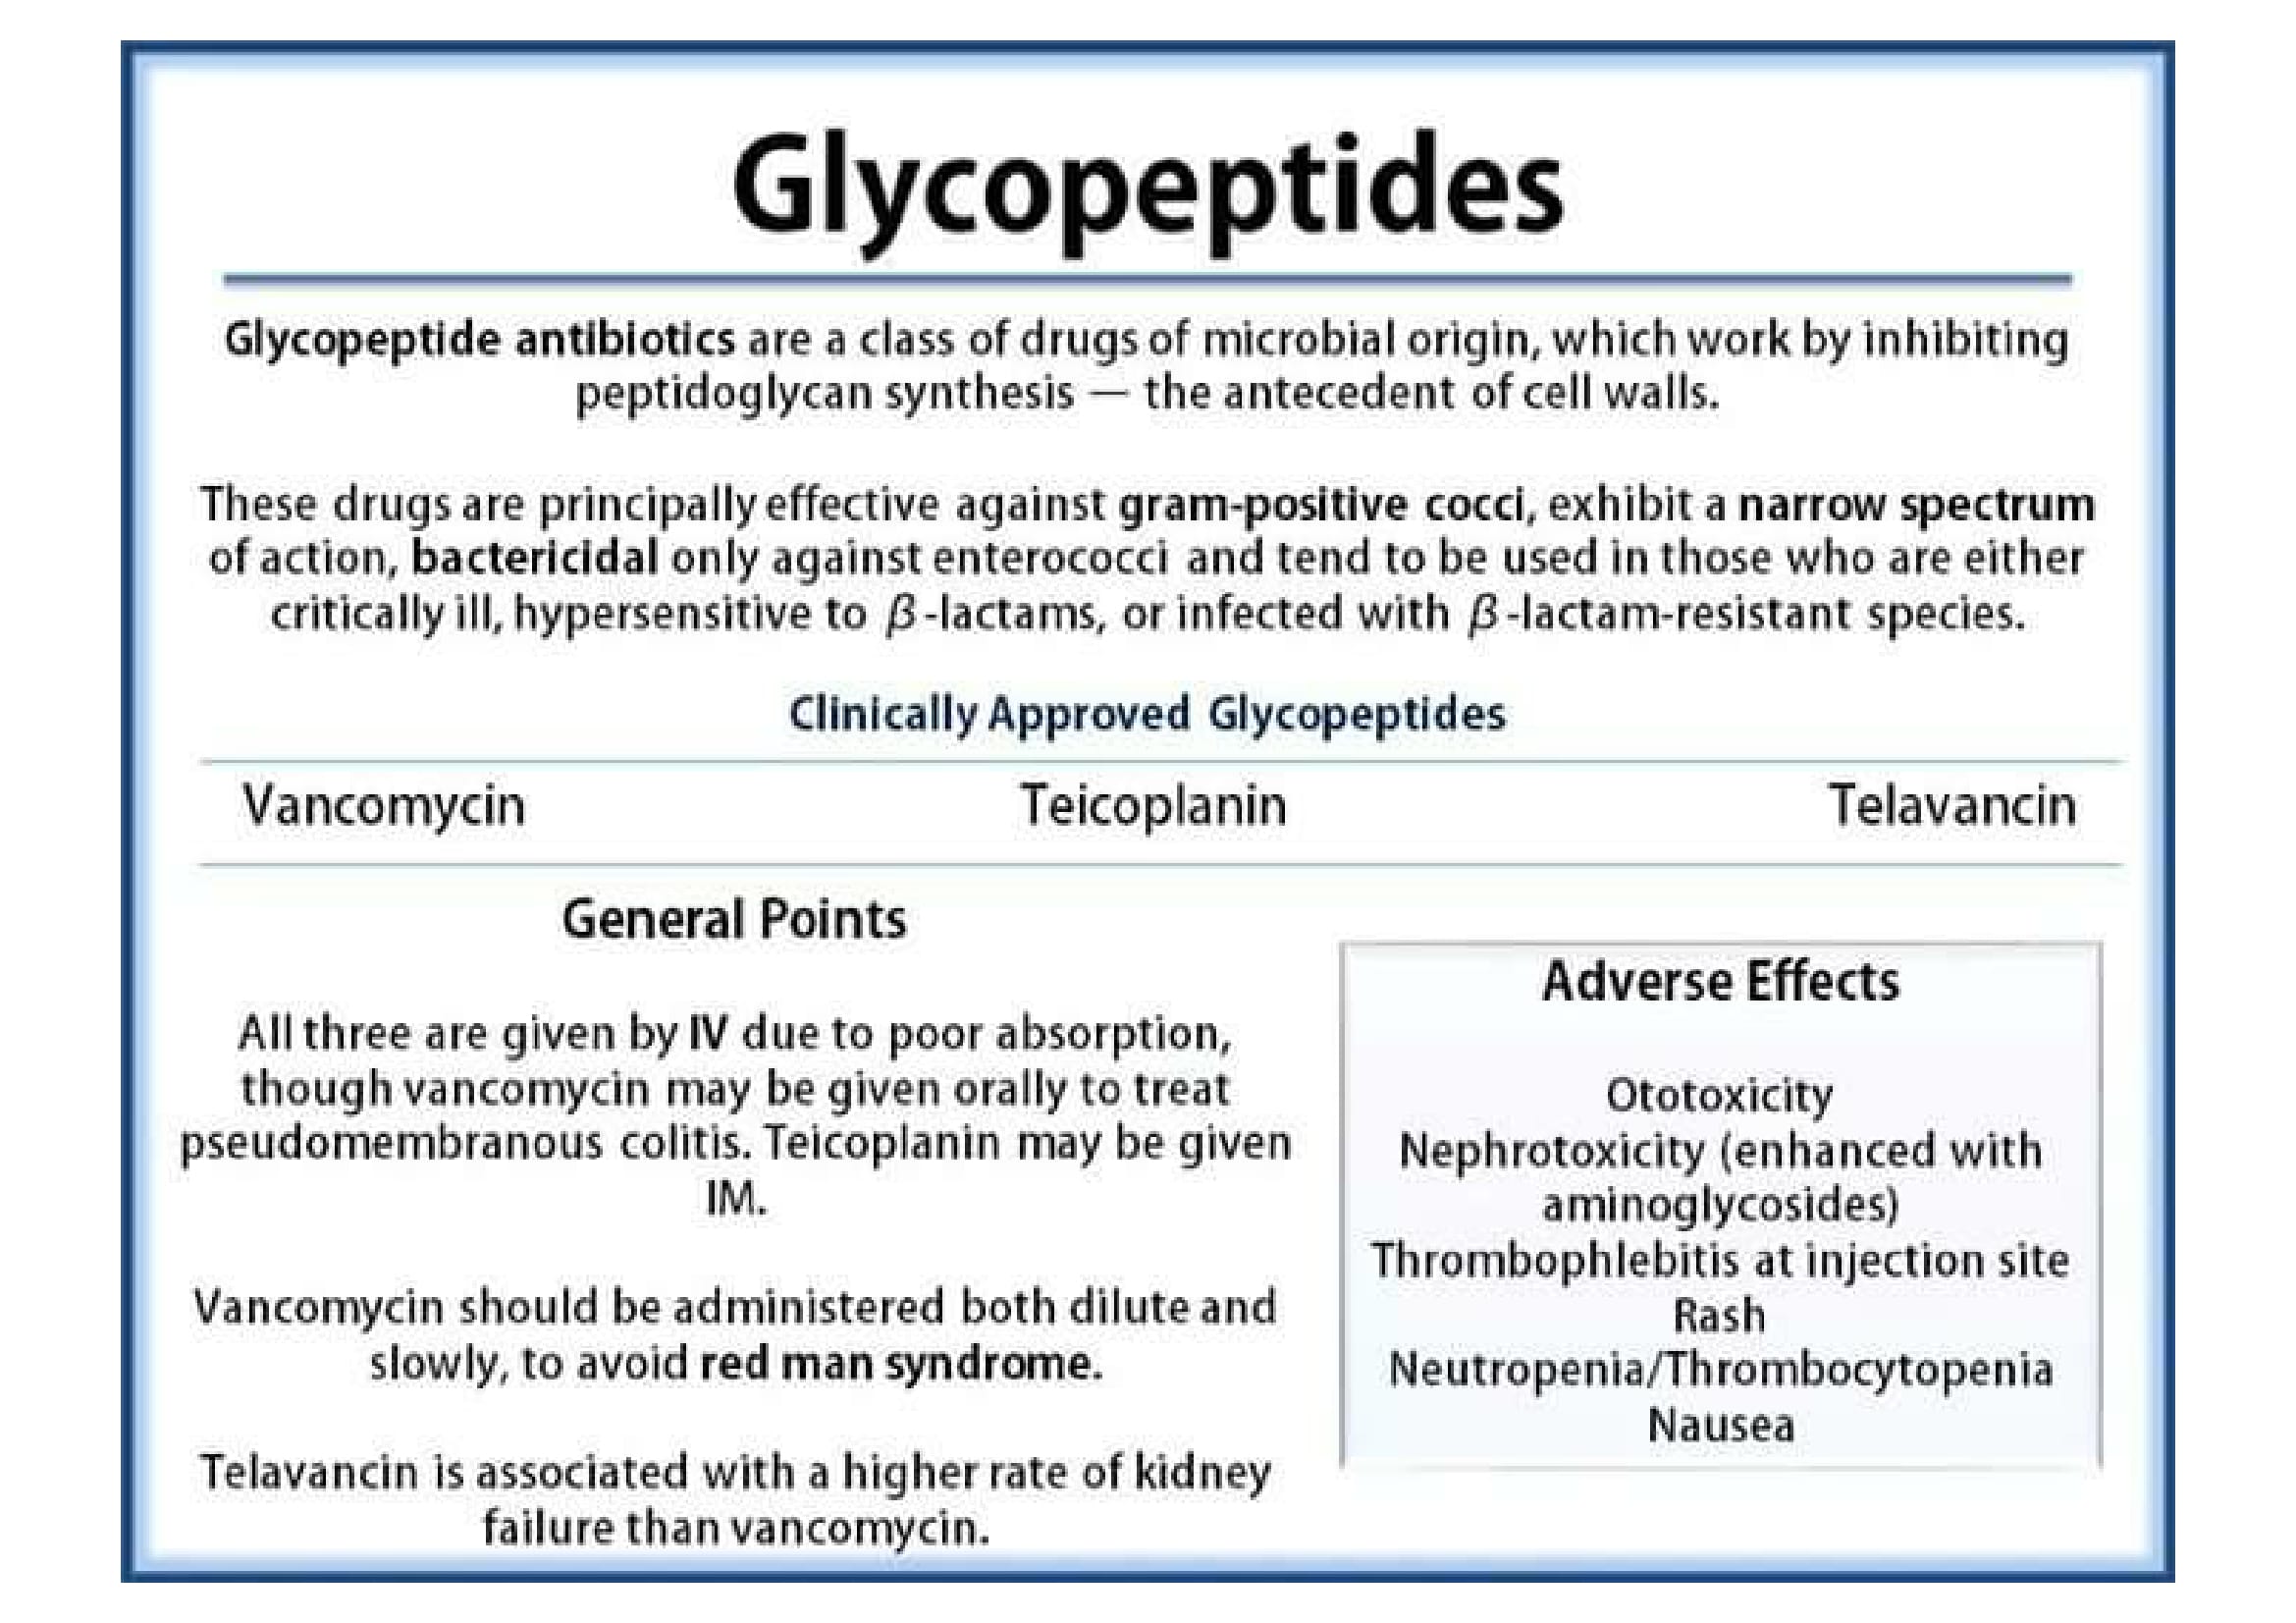 Glycopeptides
Glycopeptide antibiotics are a class of drugs of microbial origin, which work by inhibiting
peptidoglycan synthesis — the antecedent of cell walls.
These drugs are principally effective against gram-positive cocci, exhibit a narrow spectrum
of action, bactericidal only against enterococci and tend to be used in those who are either
critically ill, hypersensitive to β-lactams, or infected with β-lactam-resistant species.
Clinically Approved Glycopeptides
Vancomycin Teicoplanin Telavancin
General Points
All three are given by IV due to poor absorption,
though vancomycin may be given orally to treat
pseudomembranous colitis. Teicoplanin may be given
IM.
Vancomycin should be administered both dilute and
slowly, to avoid red man syndrome.
Telavancin is associated with a higher rate of kidney
failure than vancomycin.
Adverse Effects
Ototoxicity
Nephrotoxicity (enhanced with
aminoglycosides)
Thrombophlebitis at injection site
Rash
Neutropenia/Thrombocytopenia
Nausea